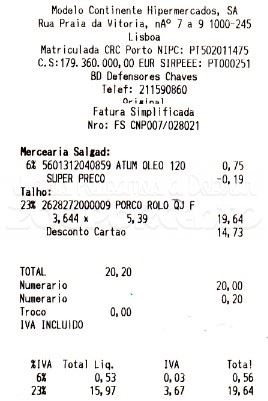 Modelo Continente Hipermercados, SA
Rua Praia da Vitoria, nAº 7 a 9 1000-245
Lisboa
Matriculada CRC Porto NIPC: PT502011475
C.S:179.360.000,00 EUR SIRPEEE: PT000251
BD Defensores Chaves
Telef: 211590860
Original
Fatura Simplificada
Nro: FS CNP007/028021
Mercearia Salgad:
6% 5601312040859 ATUM OLEO 120 0,75
SUPER PRECO -0,19
Talho:
23% 2628272000009 PORCO ROLO QJ F
3,644 x 5,39 19,64
Desconto Cartao 14,73
TOTAL 20,20
Numerario 20,00
Numerario 0,20
Troco 0,00
IVA INCLUIDO
%IVA Total Liq. IVA Total
6% 0,53 0,03 0,56
23% 15,97 3,67 19,64